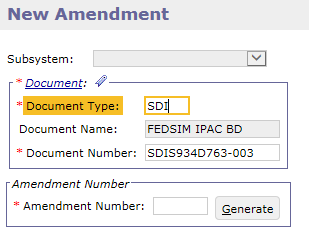 New Amendment
Subsystem:
* Document:
* Document Type: SDI
Document Name: FEDSIM IPAC BD
* Document Number: SDIS934D763-003
Amendment Number
* Amendment Number: Generate